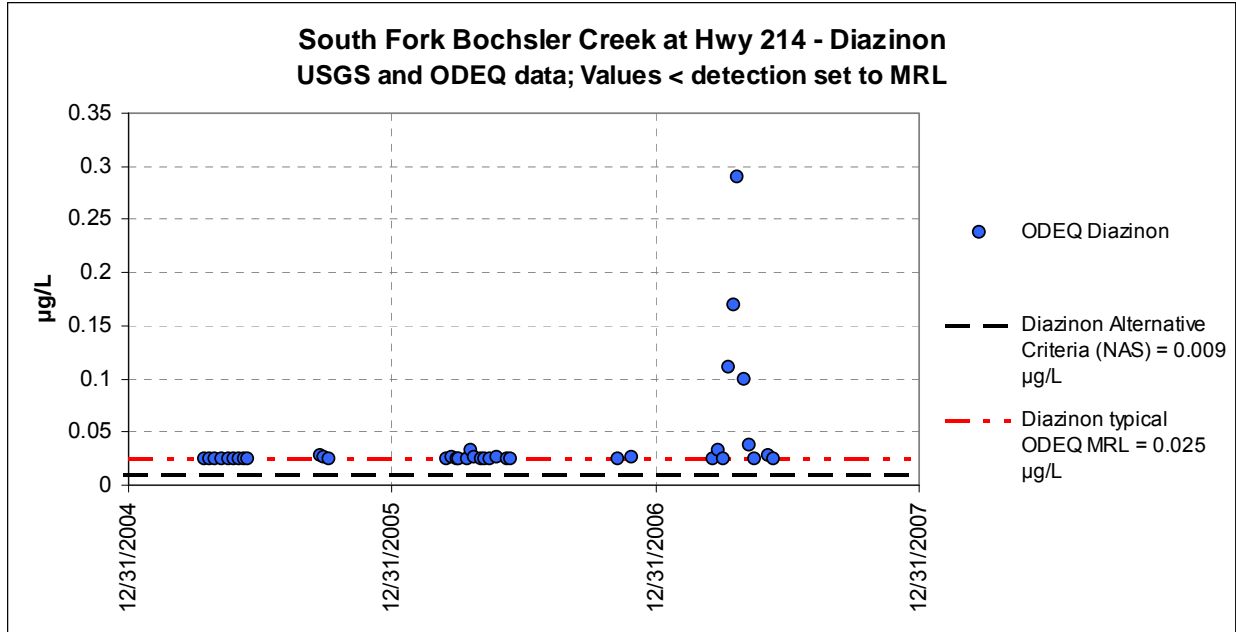 South Fork Bochsler Creek at Hwy 214 - Diazinon
USGS and ODEQ data; Values < detection set to MRL
0.35
0.3
0.25
0.2
0.15
0.1
0.05
0
µg/L
12/31/2004
12/31/2005
12/31/2006
12/31/2007
ODEQ Diazinon
Diazinon Alternative
Criteria (NAS) = 0.009
µg/L
Diazinon typical
ODEQ MRL = 0.025
µg/L